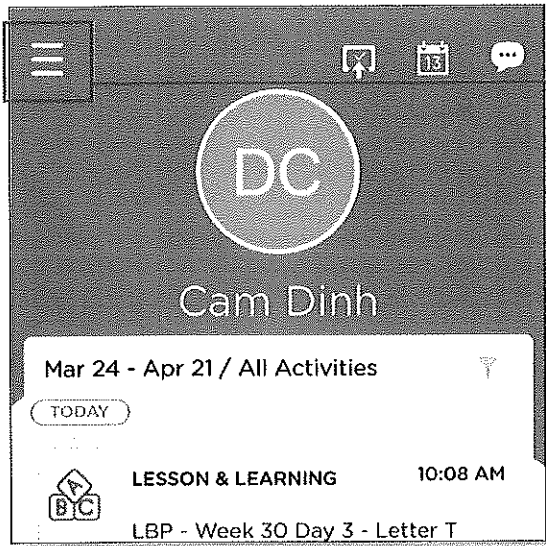 13
DC
Cam Dinh
Mar 24 - Apr 21 / All Activities
TODAY
A
B C
LESSON & LEARNING 10:08 AM
LBP - Week 30 Day 3 - Letter T